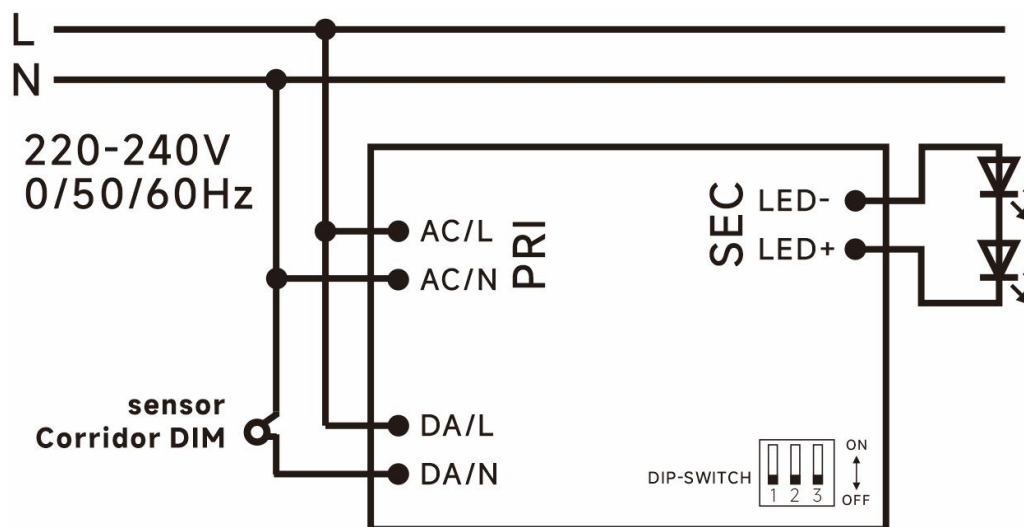 L
N
220-240V
0/50/60Hz
AC/L
AC/N
PRI
SEC
LED-
LED+
sensor
Corridor DIM
DA/L
DA/N
DIP-SWITCH
1 2 3
ON
OFF